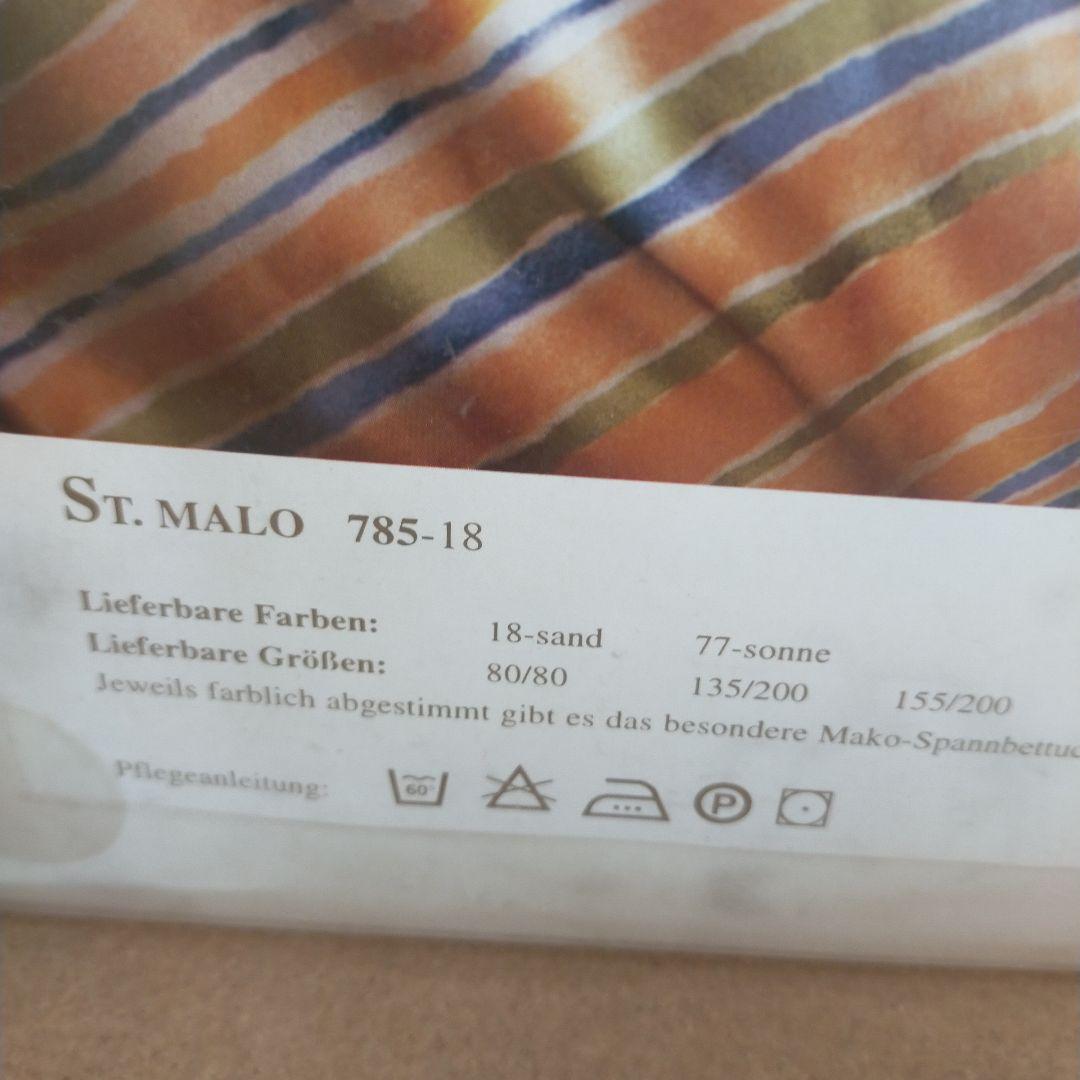 ST. MALO 785-18
Lieferbare Farben: 18-sand 77-sonne
Lieferbare Größen: 80/80 135/200 155/200
Jeweils farblich abgestimmt gibt es das besondere Mako-Spannbettuc
Pflegeanleitung: 60° P